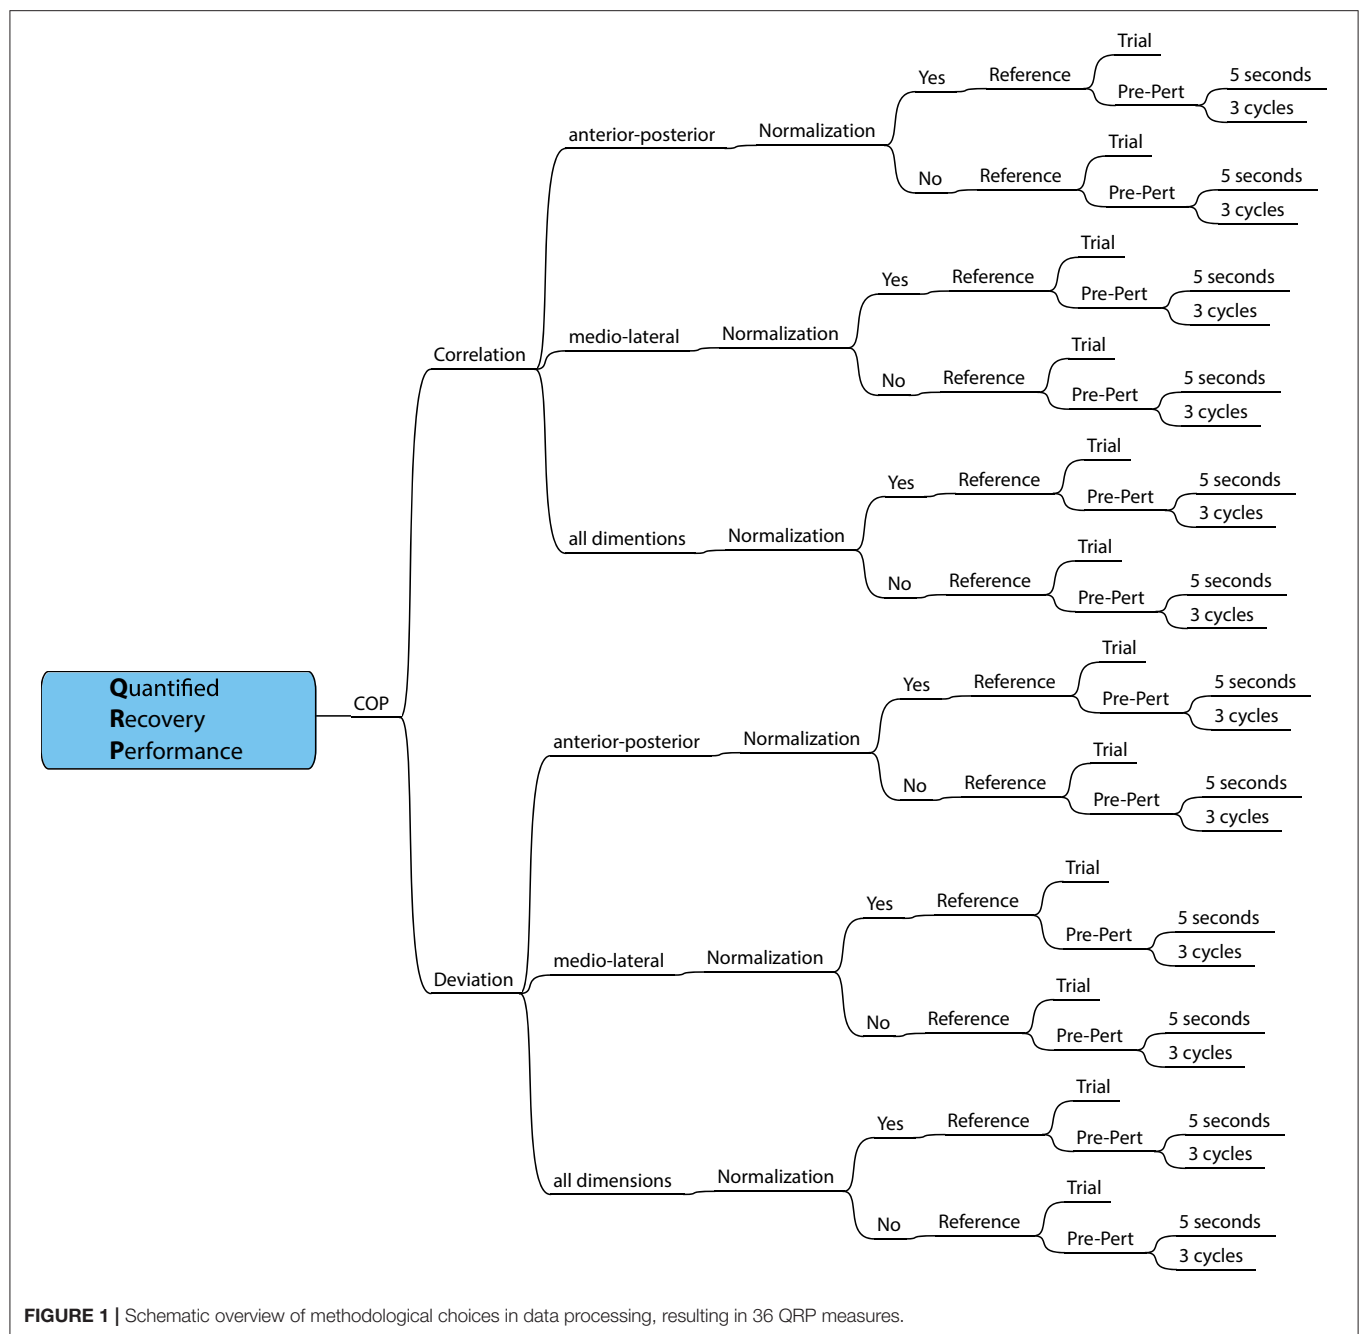 Quantified
Recovery
Performance
COP
Correlation
anterior-posterior
Normalization
Yes
Reference
Trial
Pre-Pert
5 seconds
3 cycles
No
Reference
Trial
Pre-Pert
5 seconds
3 cycles
medio-lateral
Normalization
Yes
Reference
Trial
Pre-Pert
5 seconds
3 cycles
No
Reference
Trial
Pre-Pert
5 seconds
3 cycles
all dimentions
Normalization
Yes
Reference
Trial
Pre-Pert
5 seconds
3 cycles
No
Reference
Trial
Pre-Pert
5 seconds
3 cycles
Deviation
anterior-posterior
Normalization
Yes
Reference
Trial
Pre-Pert
5 seconds
3 cycles
No
Reference
Trial
Pre-Pert
5 seconds
3 cycles
medio-lateral
Normalization
Yes
Reference
Trial
Pre-Pert
5 seconds
3 cycles
No
Reference
Trial
Pre-Pert
5 seconds
3 cycles
all dimensions
Normalization
Yes
Reference
Trial
Pre-Pert
5 seconds
3 cycles
No
Reference
Trial
Pre-Pert
5 seconds
3 cycles
FIGURE 1 | Schematic overview of methodological choices in data processing, resulting in 36 QRP measures.